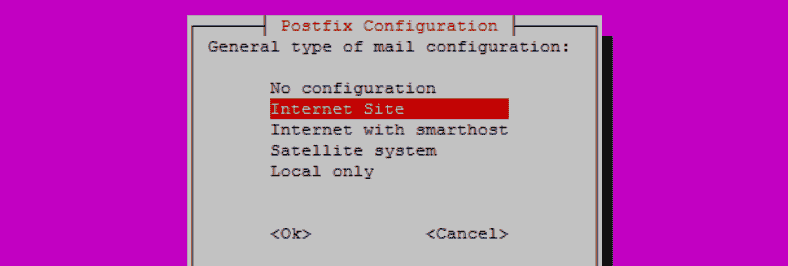 Postfix Configuration
General type of mail configuration:
No configuration
Internet Site
Internet with smarthost
Satellite system
Local only
<Ok> <Cancel>